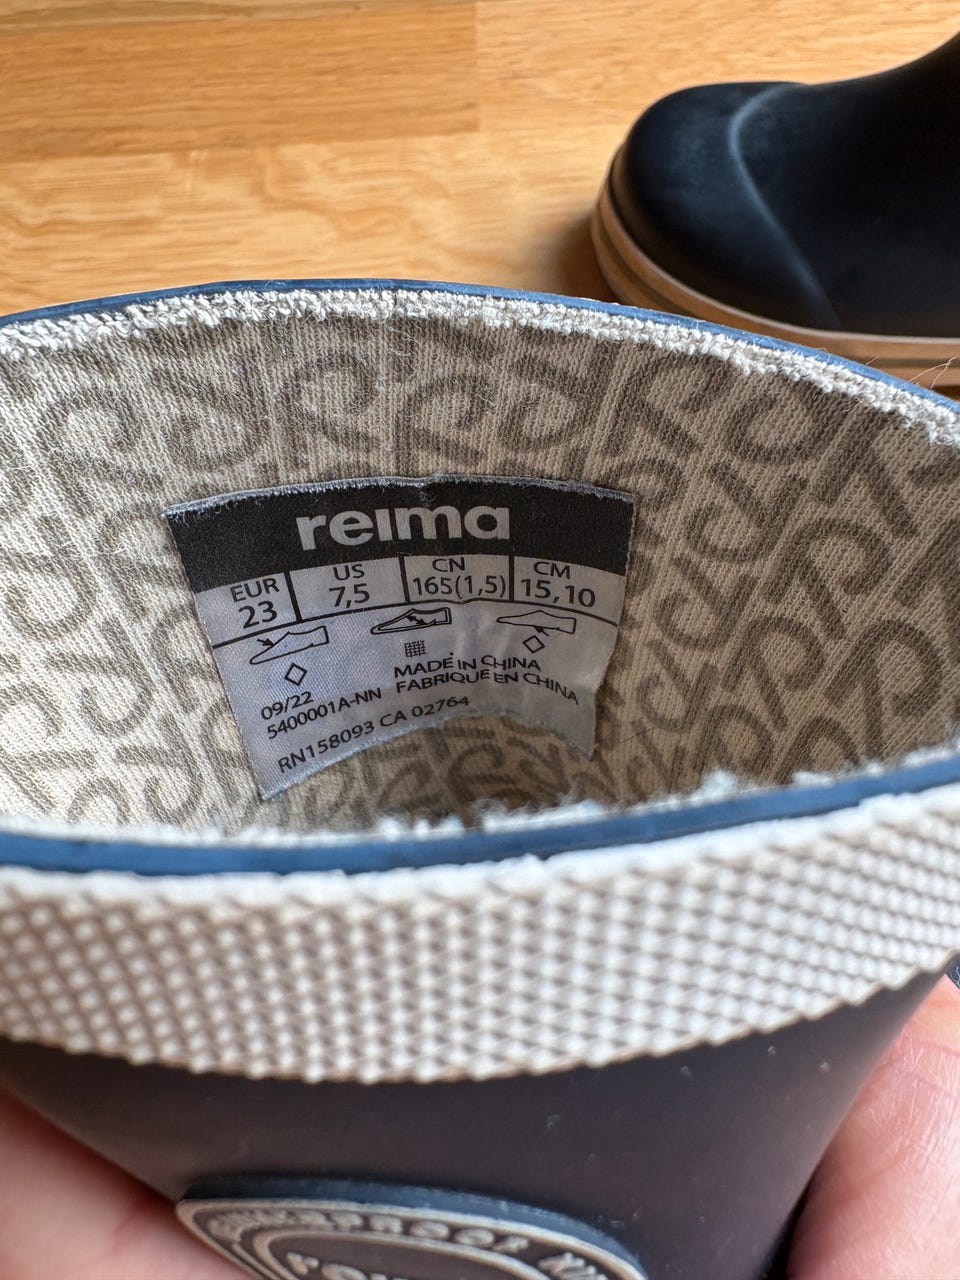 reima
EUR US CN CM
23 7,5 165(1,5) 15,10
MADE IN CHINA
09/22 FABRIQUE EN CHINA
5400001A-NN
RN158093 CA 02764